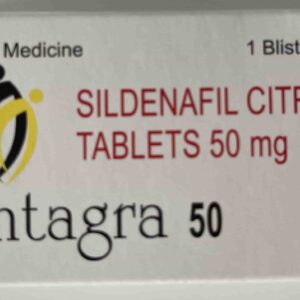 Medicine
1 Blist
SILDENAFIL CITR
TABLETS 50 mg
ntagra 50